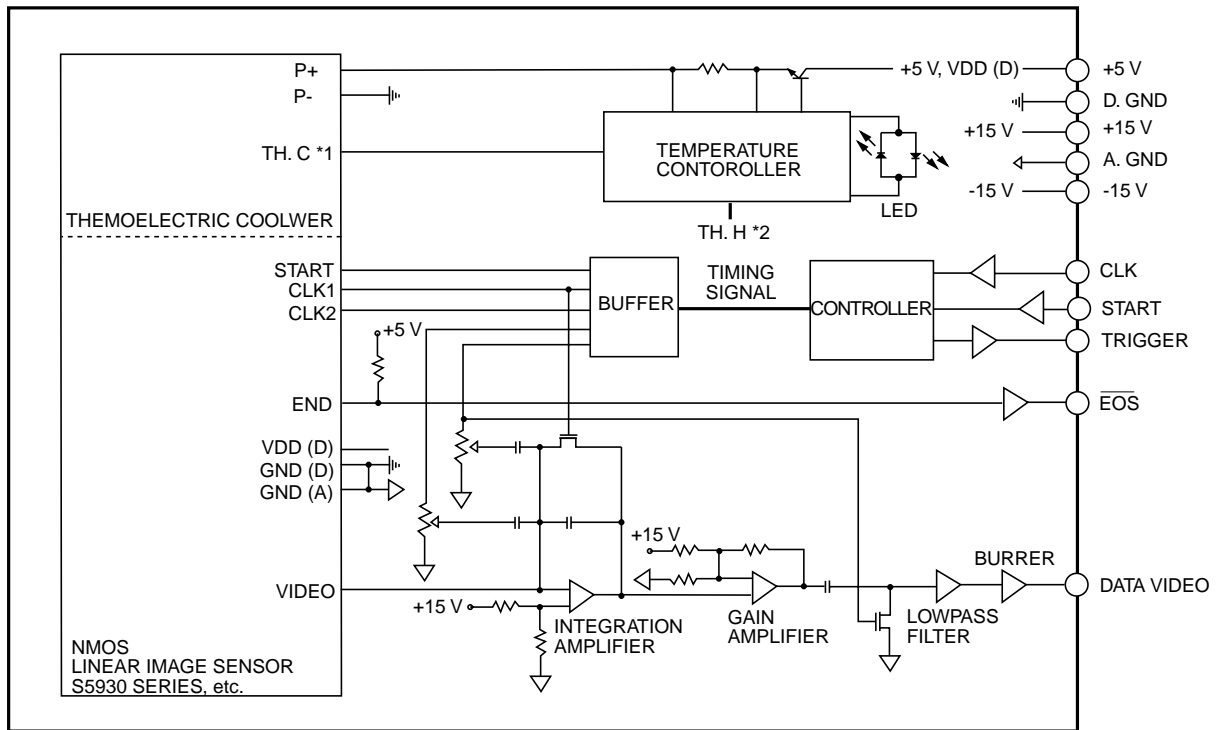 P+
+5 V, VDD (D)
+5 V
P-
D. GND
+15 V
+15 V
TH. C *1
TEMPERATURE
CONTOROLLER
A. GND
-15 V
-15 V
LED
THEMOELECTRIC COOLWER
TH. H *2
START
CLK1
CLK2
BUFFER
TIMING
SIGNAL
CONTROLLER
CLK
START
TRIGGER
+5 V
END
EOS
VDD (D)
GND (D)
GND (A)
+15 V
BURRER
VIDEO
DATA VIDEO
+15 V
INTEGRATION
AMPLIFIER
GAIN
AMPLIFIER
LOWPASS
FILTER
NMOS
LINEAR IMAGE SENSOR
S5930 SERIES, etc.